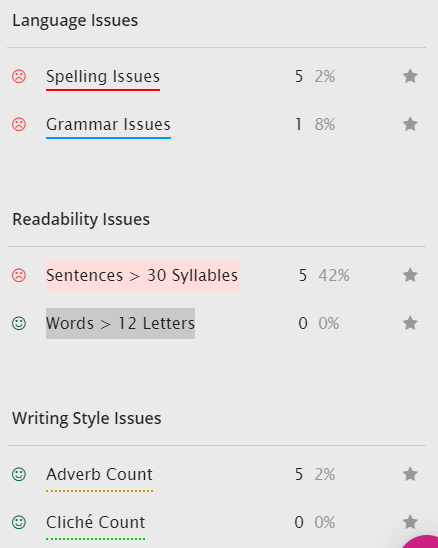 Language Issues
Spelling Issues 5 2%
Grammar Issues 1 8%
Readability Issues
Sentences > 30 Syllables 5 42%
Words > 12 Letters 0 0%
Writing Style Issues
Adverb Count 5 2%
Cliché Count 0 0%